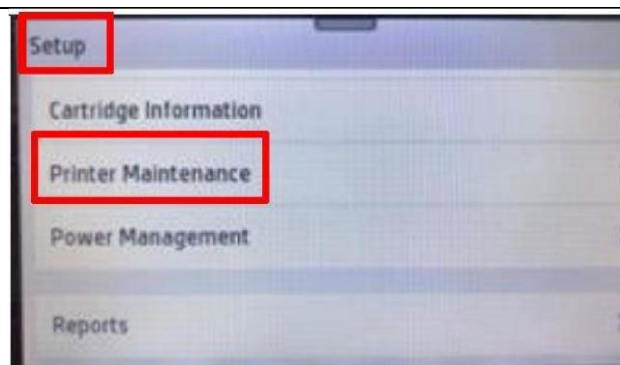 Setup
Cartridge Information
Printer Maintenance
Power Management
Reports